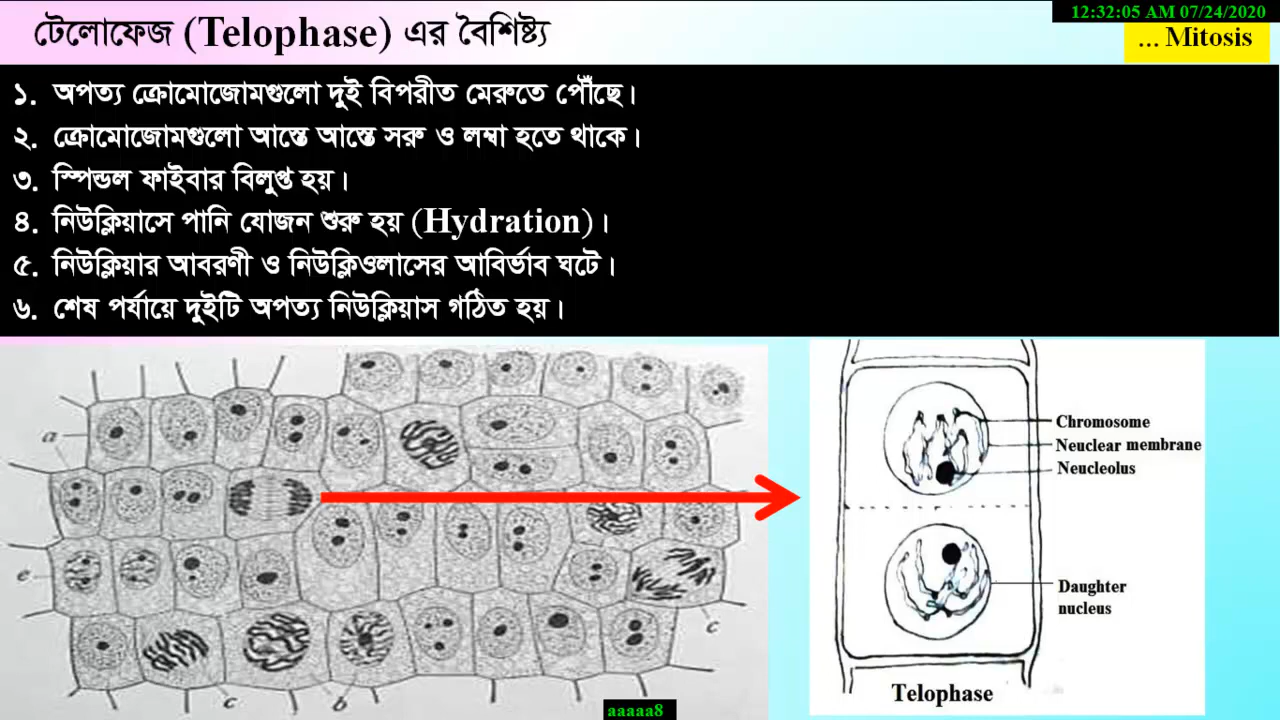 12:32:05 AM 07/24/2020
টেলোফেজ (Telophase) এর বৈশিষ্ট্য
... Mitosis
১. অপত্য ক্রোমোজোমগুলো দুই বিপরীত মেরুতে পৌঁছে।
২. ক্রোমোজোমগুলো আস্তে আস্তে সরু ও লম্বা হতে থাকে।
৩. স্পিন্ডল ফাইবার বিলুপ্ত হয়।
৪. নিউক্লিয়াসে পানি যোজন শুরু হয় (Hydration)।
৫. নিউক্লিয়ার আবরণী ও নিউক্লিওলাসের আবির্ভাব ঘটে।
৬. শেষ পর্যায়ে দুইটি অপত্য নিউক্লিয়াস গঠিত হয়।
a
e
c
c
b
Chromosome
Neuclear membrane
Neucleolus
Daughter
nucleus
Telophase
aaaaa8